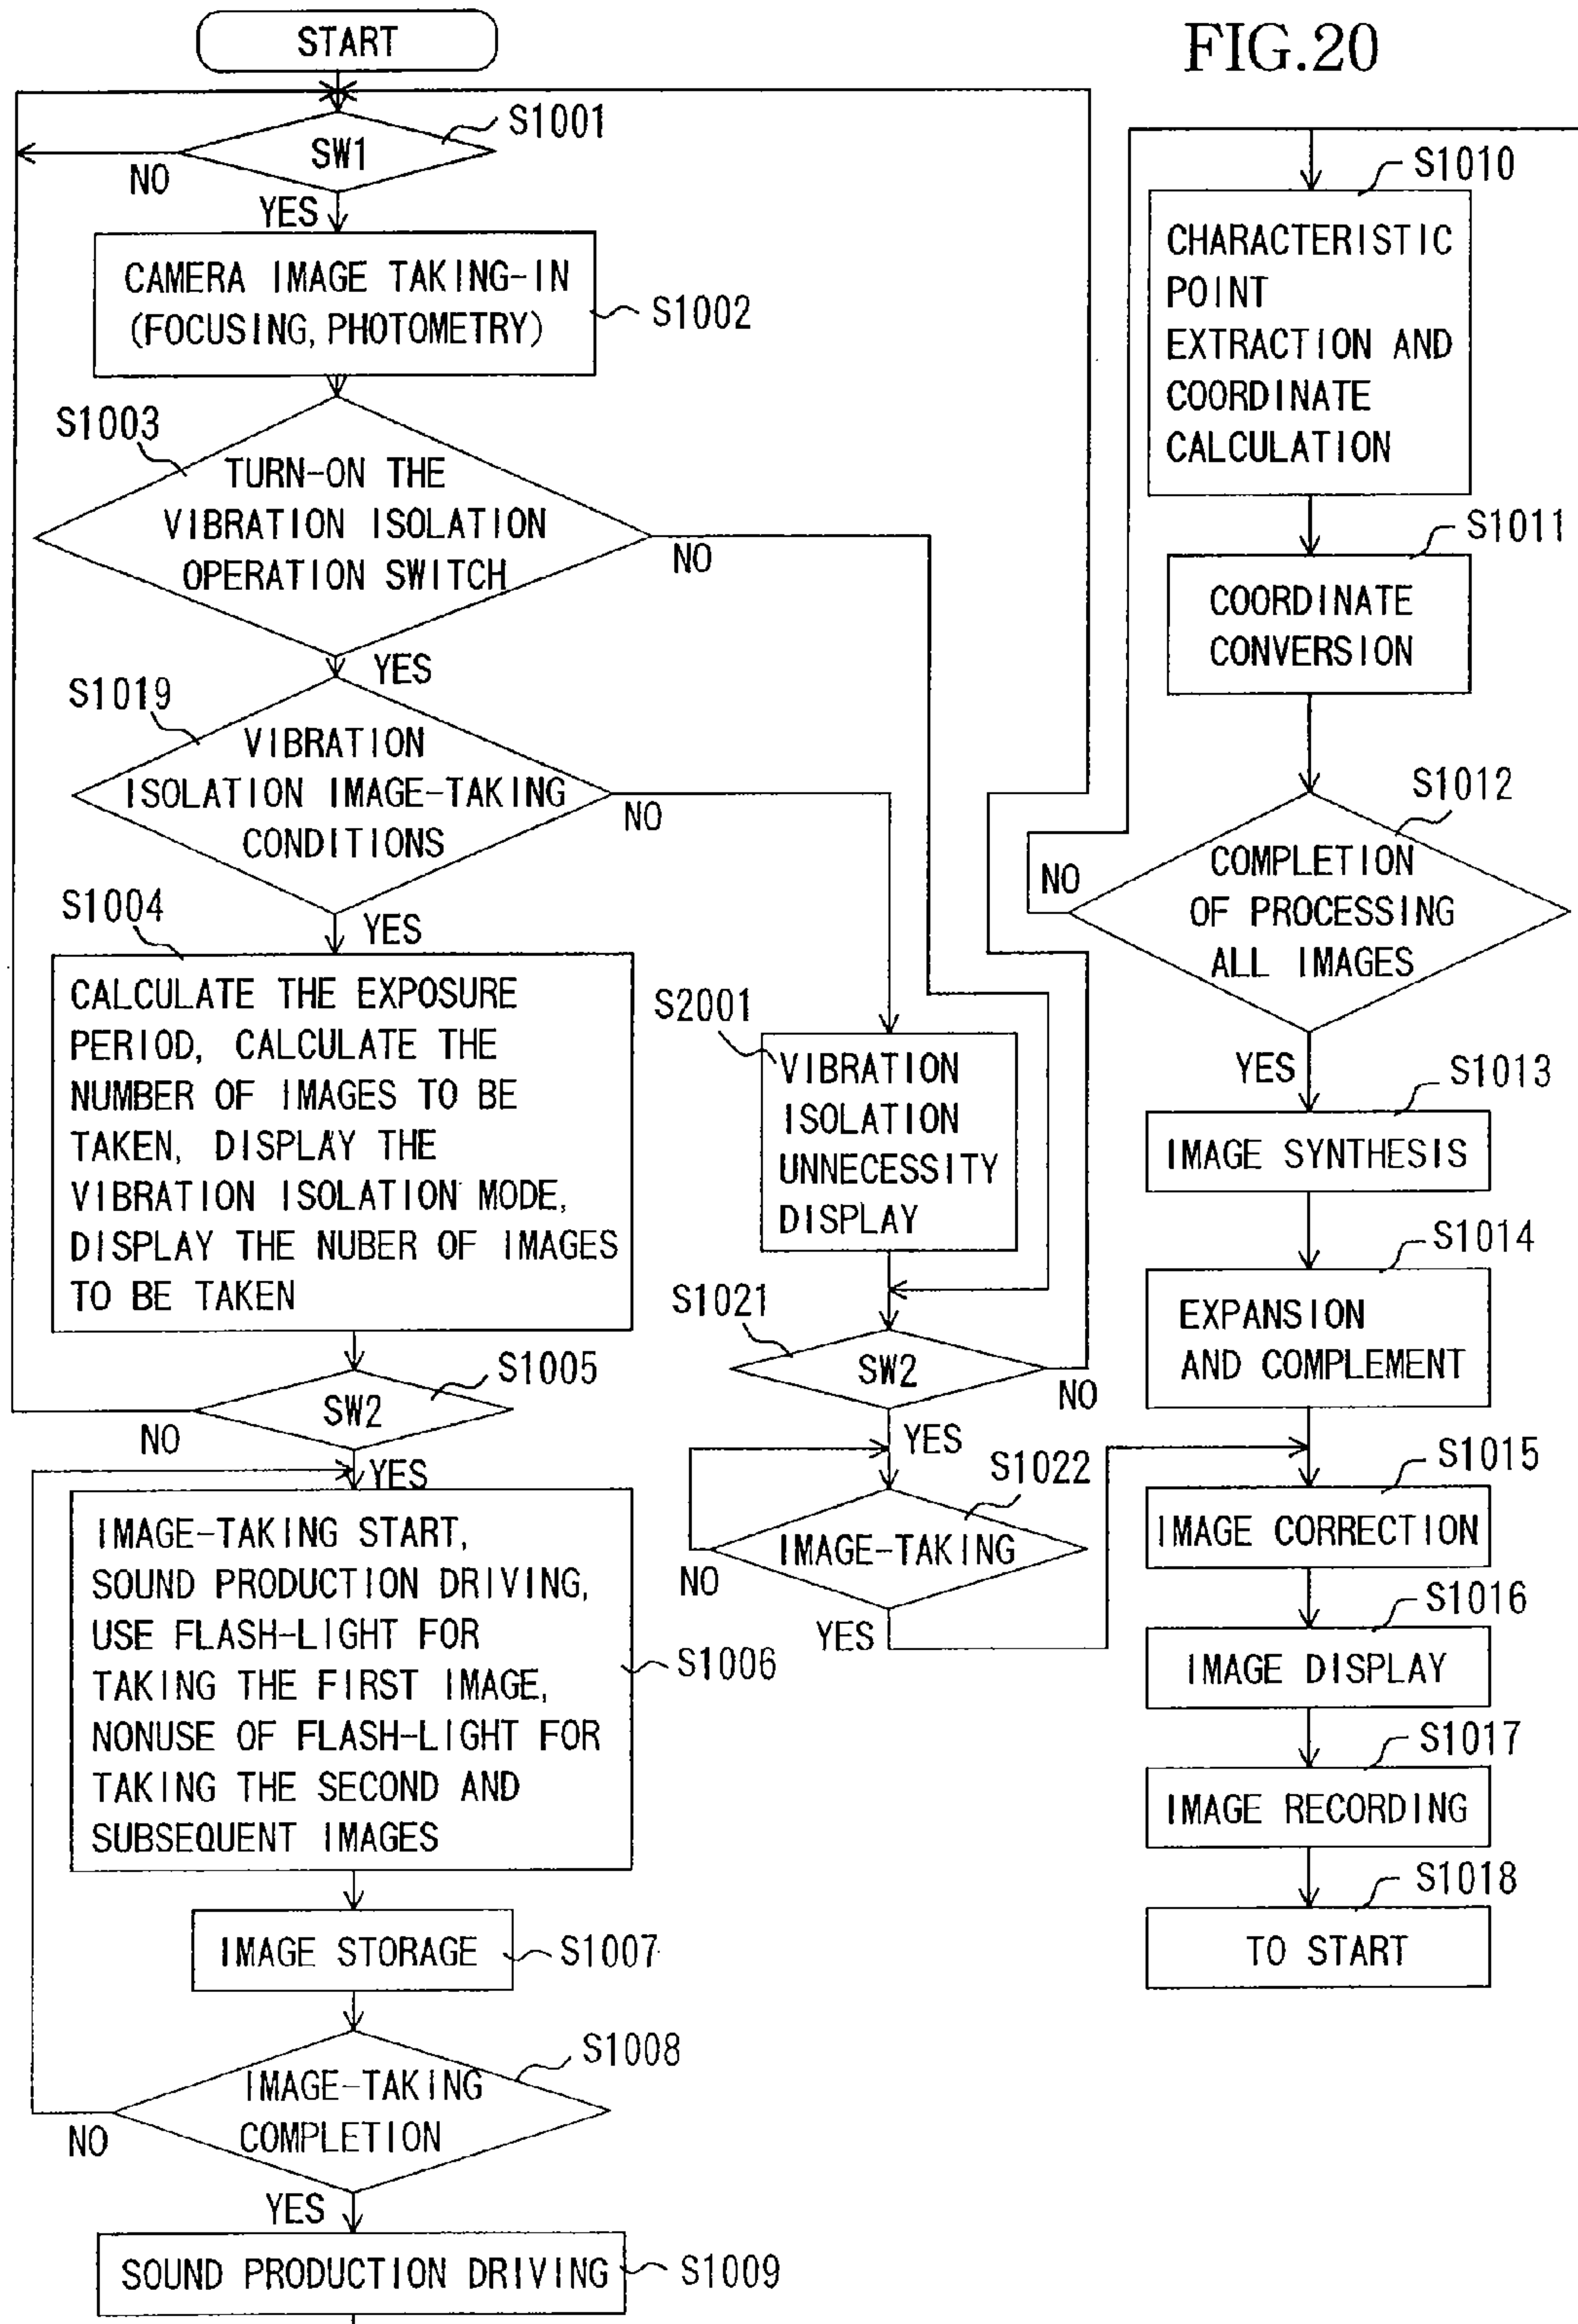 FIG.20
START
S1001
SW1
NO
YES
CAMERA IMAGE TAKING-IN
(FOCUSING, PHOTOMETRY)
S1002
S1003
TURN-ON THE
VIBRATION ISOLATION
OPERATION SWITCH
NO
YES
S1019
VIBRATION
ISOLATION IMAGE-TAKING
CONDITIONS
NO
YES
S1004
CALCULATE THE EXPOSURE
PERIOD, CALCULATE THE
NUMBER OF IMAGES TO BE
TAKEN, DISPLAY THE
VIBRATION ISOLATION MODE,
DISPLAY THE NUBER OF IMAGES
TO BE TAKEN
S1005
SW2
NO
YES
IMAGE-TAKING START,
SOUND PRODUCTION DRIVING,
USE FLASH-LIGHT FOR
TAKING THE FIRST IMAGE,
NONUSE OF FLASH-LIGHT FOR
TAKING THE SECOND AND
SUBSEQUENT IMAGES
S1006
IMAGE STORAGE
S1007
S1008
IMAGE-TAKING
COMPLETION
NO
YES
SOUND PRODUCTION DRIVING
S1009
S2001
VIBRATION
ISOLATION
UNNECESSITY
DISPLAY
S1021
SW2
NO
YES
S1022
IMAGE-TAKING
NO
YES
S1010
CHARACTERISTIC
POINT
EXTRACTION AND
COORDINATE
CALCULATION
S1011
COORDINATE
CONVERSION
S1012
COMPLETION
OF PROCESSING
ALL IMAGES
NO
YES
S1013
IMAGE SYNTHESIS
S1014
EXPANSION
AND COMPLEMENT
S1015
IMAGE CORRECTION
S1016
IMAGE DISPLAY
S1017
IMAGE RECORDING
S1018
TO START